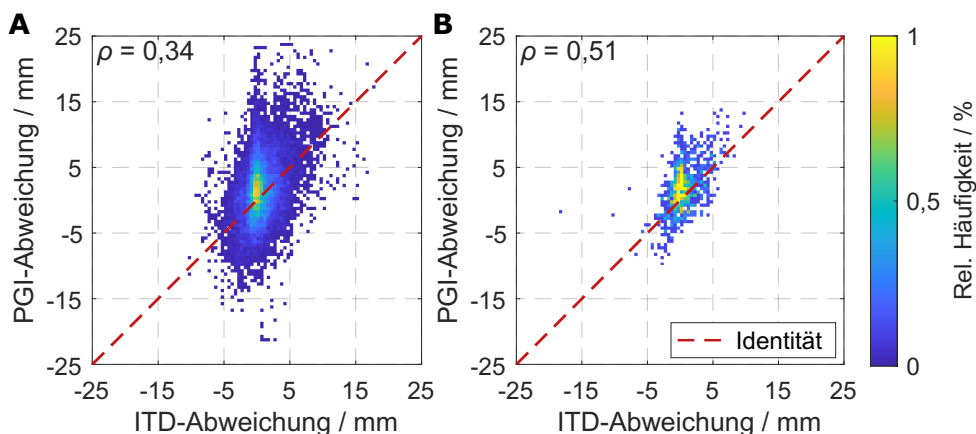 A
B
ρ = 0,34
ρ = 0,51
PGI-Abweichung / mm
25
15
5
-5
-15
-25
-25 -15 -5 5 15 25
ITD-Abweichung / mm
PGI-Abweichung / mm
25
15
5
-5
-15
-25
-25 -15 -5 5 15 25
ITD-Abweichung / mm
Identität
1
0,5
0
Rel. Häufigkeit / %